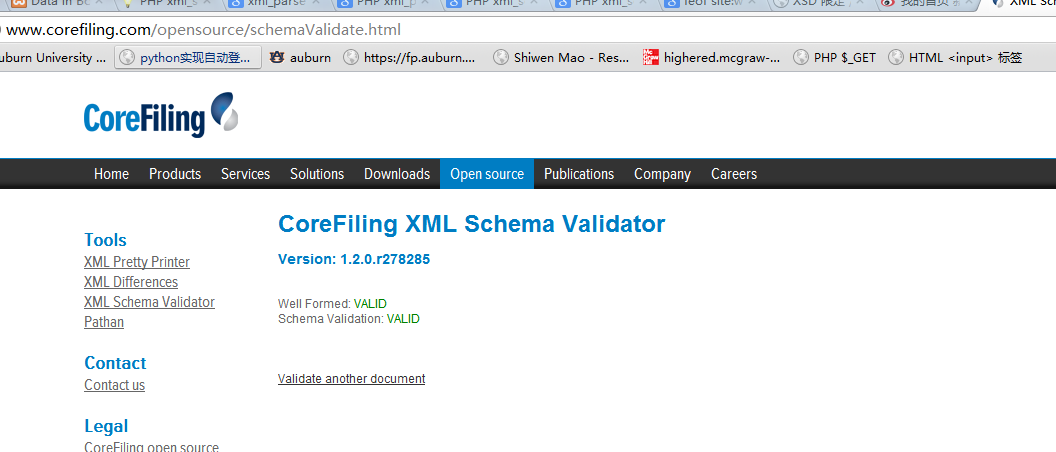 Data in Bo
PHP xml_s
xml_parse
PHP xml_p
PHP xml_s
PHP xml_s
feof site:w
XSD 限定
我的首页
XML Sch
www.corefiling.com/opensource/schemaValidate.html
uburn University ...
python实现自动登...
auburn
https://fp.auburn....
Shiwen Mao - Res...
highered.mcgraw-...
PHP $_GET
HTML <input> 标签
CoreFiling
Home Products Services Solutions Downloads Open source Publications Company Careers
CoreFiling XML Schema Validator
Version: 1.2.0.r278285
Well Formed: VALID
Schema Validation: VALID
Validate another document
Tools
XML Pretty Printer
XML Differences
XML Schema Validator
Pathan
Contact
Contact us
Legal
CoreFiling open source